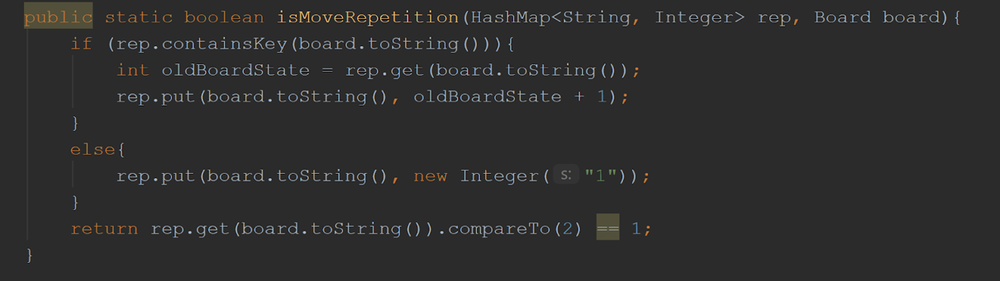 public static boolean isMoveRepetition(HashMap<String, Integer> rep, Board board){
if (rep.containsKey(board.toString())){
int oldBoardState = rep.get(board.toString());
rep.put(board.toString(), oldBoardState + 1);
}
else{
rep.put(board.toString(), new Integer( s: "1"));
}
return rep.get(board.toString()).compareTo(2) == 1;
}